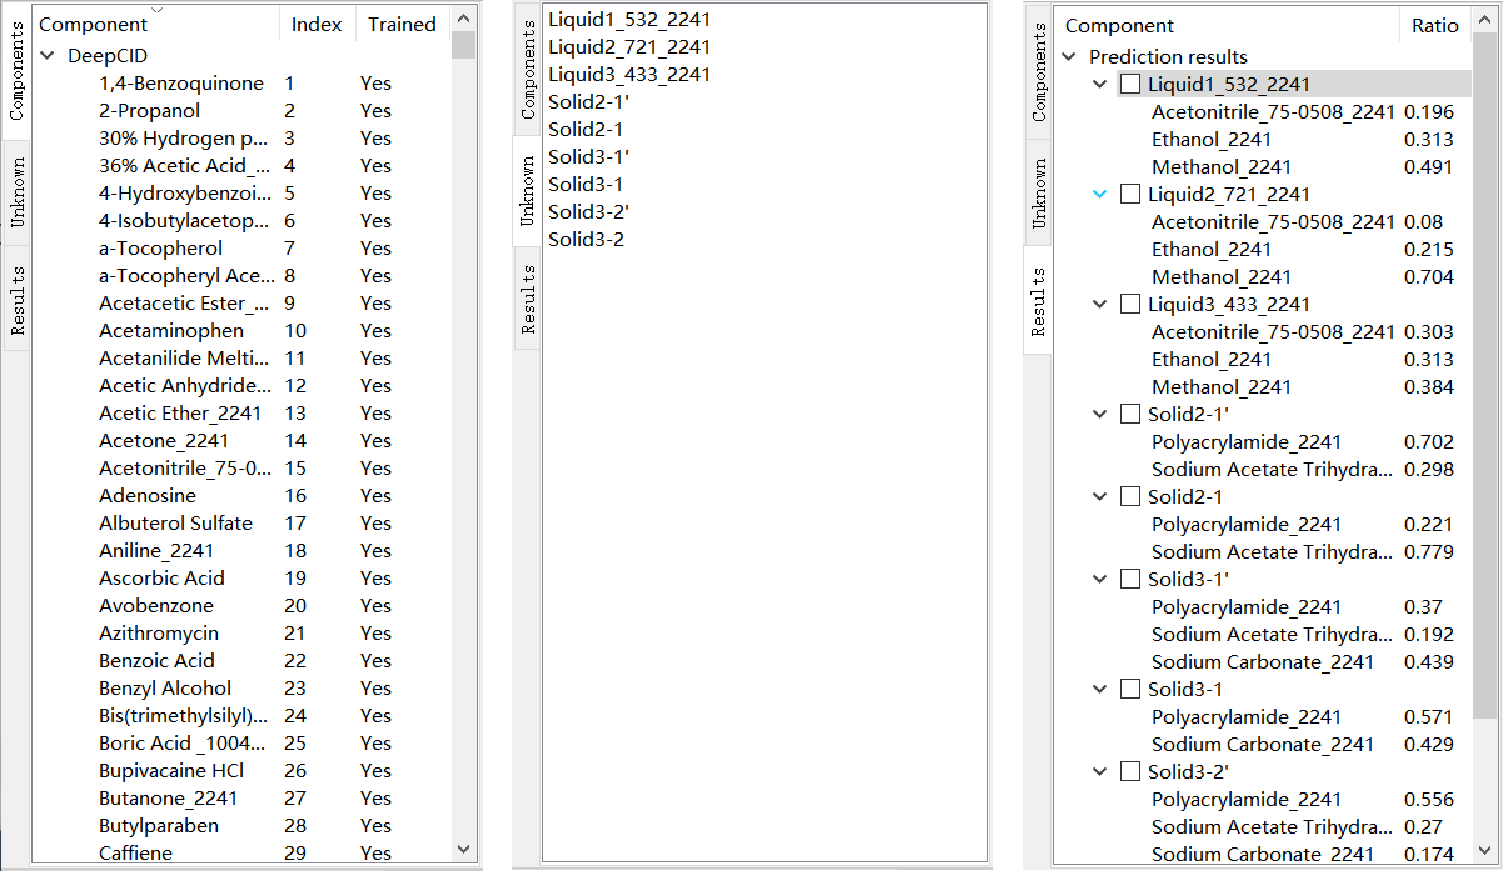 Components
Unknown
Results
Component Index Trained
DeepCID
1,4-Benzoquinone 1 Yes
2-Propanol 2 Yes
30% Hydrogen p... 3 Yes
36% Acetic Acid_... 4 Yes
4-Hydroxybenzoi... 5 Yes
4-Isobutylacetop... 6 Yes
a-Tocopherol 7 Yes
a-Tocopheryl Ace... 8 Yes
Acetacetic Ester_... 9 Yes
Acetaminophen 10 Yes
Acetanilide Melti... 11 Yes
Acetic Anhydride... 12 Yes
Acetic Ether_2241 13 Yes
Acetone_2241 14 Yes
Acetonitrile_75-0... 15 Yes
Adenosine 16 Yes
Albuterol Sulfate 17 Yes
Aniline_2241 18 Yes
Ascorbic Acid 19 Yes
Avobenzone 20 Yes
Azithromycin 21 Yes
Benzoic Acid 22 Yes
Benzyl Alcohol 23 Yes
Bis(trimethylsilyl)... 24 Yes
Boric Acid _1004... 25 Yes
Bupivacaine HCl 26 Yes
Butanone_2241 27 Yes
Butylparaben 28 Yes
Caffiene 29 Yes
Components
Unknown
Results
Liquid1_532_2241
Liquid2_721_2241
Liquid3_433_2241
Solid2-1'
Solid2-1
Solid3-1'
Solid3-1
Solid3-2'
Solid3-2
Components
Unknown
Results
Component Ratio
Prediction results
Liquid1_532_2241
Acetonitrile_75-0508_2241 0.196
Ethanol_2241 0.313
Methanol_2241 0.491
Liquid2_721_2241
Acetonitrile_75-0508_2241 0.08
Ethanol_2241 0.215
Methanol_2241 0.704
Liquid3_433_2241
Acetonitrile_75-0508_2241 0.303
Ethanol_2241 0.313
Methanol_2241 0.384
Solid2-1'
Polyacrylamide_2241 0.702
Sodium Acetate Trihydra... 0.298
Solid2-1
Polyacrylamide_2241 0.221
Sodium Acetate Trihydra... 0.779
Solid3-1'
Polyacrylamide_2241 0.37
Sodium Acetate Trihydra... 0.192
Sodium Carbonate_2241 0.439
Solid3-1
Polyacrylamide_2241 0.571
Sodium Carbonate_2241 0.429
Solid3-2'
Polyacrylamide_2241 0.556
Sodium Acetate Trihydra... 0.27
Sodium Carbonate_2241 0.174